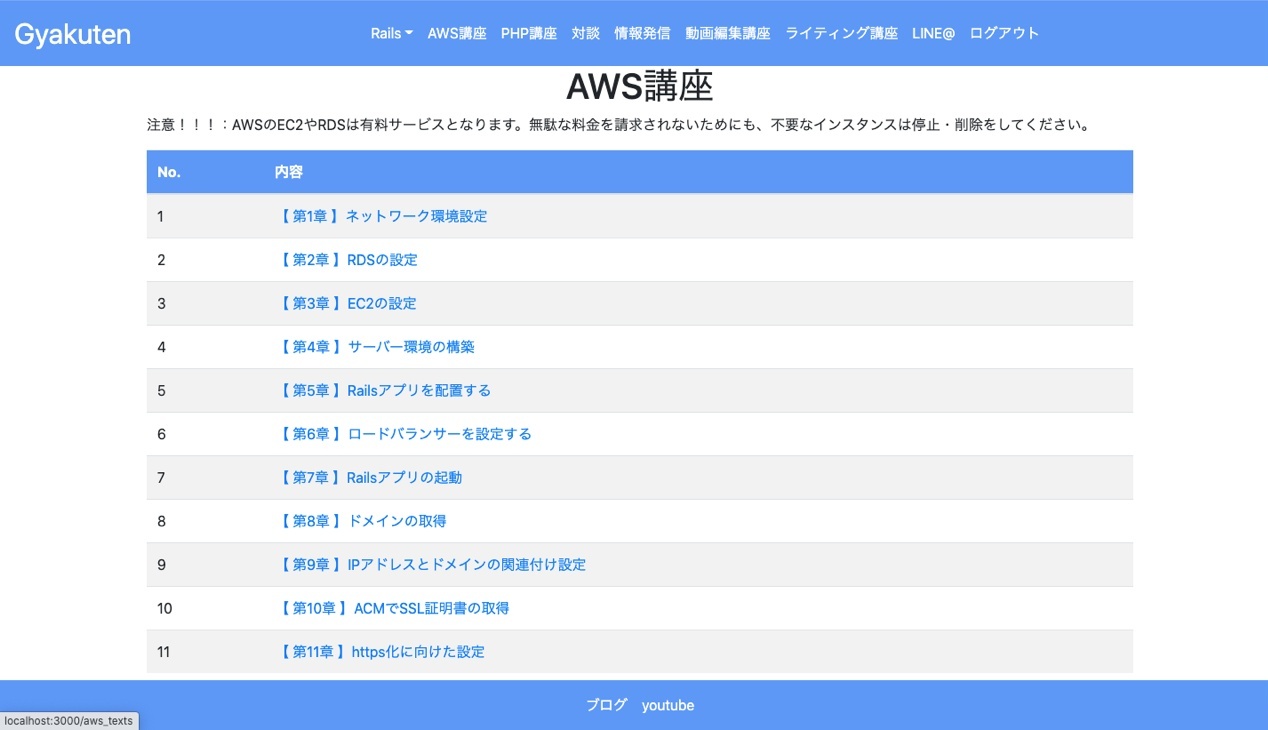 Gyakuten
Rails AWS講座 PHP講座 対談 情報発信 動画編集講座 ライティング講座 LINE@ ログアウト
AWS講座
注意！！！：AWSのEC2やRDSは有料サービスとなります。無駄な料金を請求されないためにも、不要なインスタンスは停止・削除をしてください。
No. 内容
1 【 第1章 】ネットワーク環境設定
2 【 第2章 】RDSの設定
3 【 第3章 】EC2の設定
4 【 第4章 】サーバー環境の構築
5 【 第5章 】Railsアプリを配置する
6 【 第6章 】ロードバランサーを設定する
7 【 第7章 】Railsアプリの起動
8 【 第8章 】ドメインの取得
9 【 第9章 】IPアドレスとドメインの関連付け設定
10 【 第10章 】ACMでSSL証明書の取得
11 【 第11章 】https化に向けた設定
ブログ youtube
localhost:3000/aws_texts